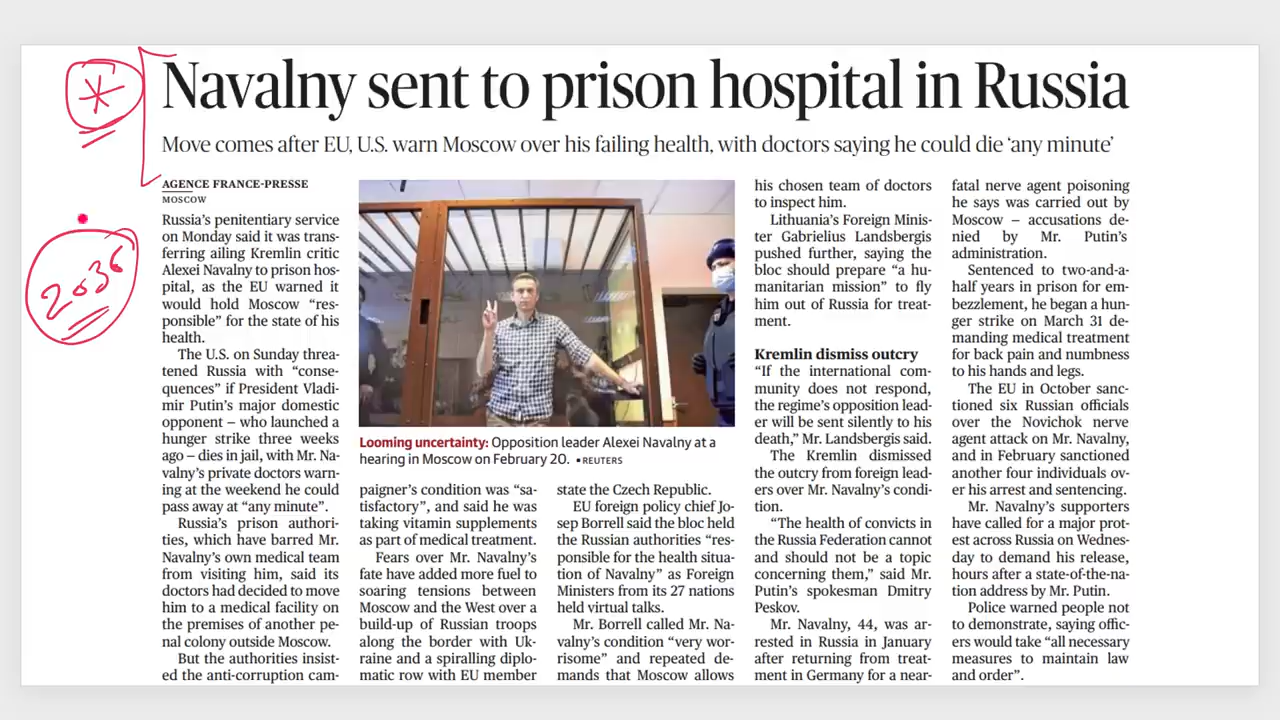 *
Navalny sent to prison hospital in Russia
Move comes after EU, U.S. warn Moscow over his failing health, with doctors saying he could die ‘any minute’
AGENCE FRANCE-PRESSE
MOSCOW
2036
Russia's penitentiary service
on Monday said it was trans-
ferring ailing Kremlin critic
Alexei Navalny to prison hos-
pital, as the EU warned it
would hold Moscow “res-
ponsible” for the state of his
health.
The U.S. on Sunday threa-
tened Russia with “conse-
quences” if President Vladi-
mir Putin's major domestic
opponent – who launched a
hunger strike three weeks
ago – dies in jail, with Mr. Na-
valny's private doctors warn-
ing at the weekend he could
pass away at “any minute”.
Russia's prison authori-
ties, which have barred Mr.
Navalny's own medical team
from visiting him, said its
doctors had decided to move
him to a medical facility on
the premises of another pe-
nal colony outside Moscow.
But the authorities insist-
ed the anti-corruption cam-
Looming uncertainty: Opposition leader Alexei Navalny at a
hearing in Moscow on February 20. • REUTERS
paigner's condition was “sa-
tisfactory”, and said he was
taking vitamin supplements
as part of medical treatment.
Fears over Mr. Navalny's
fate have added more fuel to
soaring tensions between
Moscow and the West over a
build-up of Russian troops
along the border with Uk-
raine and a spiralling diplo-
matic row with EU member
state the Czech Republic.
EU foreign policy chief Jo-
sep Borrell said the bloc held
the Russian authorities “res-
ponsible for the health situa-
tion of Navalny” as Foreign
Ministers from its 27 nations
held virtual talks.
Mr. Borrell called Mr. Na-
valny's condition “very wor-
risome” and repeated de-
mands that Moscow allows
his chosen team of doctors
to inspect him.
Lithuania's Foreign Minis-
ter Gabrielius Landsbergis
pushed further, saying the
bloc should prepare “a hu-
manitarian mission” to fly
him out of Russia for treat-
ment.
Kremlin dismiss outcry
“If the international com-
munity does not respond,
the regime's opposition lead-
er will be sent silently to his
death,” Mr. Landsbergis said.
The Kremlin dismissed
the outcry from foreign lead-
ers over Mr. Navalny's condi-
tion.
“The health of convicts in
the Russia Federation cannot
and should not be a topic
concerning them,” said Mr.
Putin's spokesman Dmitry
Peskov.
Mr. Navalny, 44, was ar-
rested in Russia in January
after returning from treat-
ment in Germany for a near-
fatal nerve agent poisoning
he says was carried out by
Moscow – accusations de-
nied by Mr. Putin's
administration.
Sentenced to two-and-a-
half years in prison for em-
bezzlement, he began a hun-
ger strike on March 31 de-
manding medical treatment
for back pain and numbness
to his hands and legs.
The EU in October sanc-
tioned six Russian officials
over the Novichok nerve
agent attack on Mr. Navalny,
and in February sanctioned
another four individuals ov-
er his arrest and sentencing.
Mr. Navalny's supporters
have called for a major prot-
est across Russia on Wednes-
day to demand his release,
hours after a state-of-the-na-
tion address by Mr. Putin.
Police warned people not
to demonstrate, saying offic-
ers would take “all necessary
measures to maintain law
and order”.